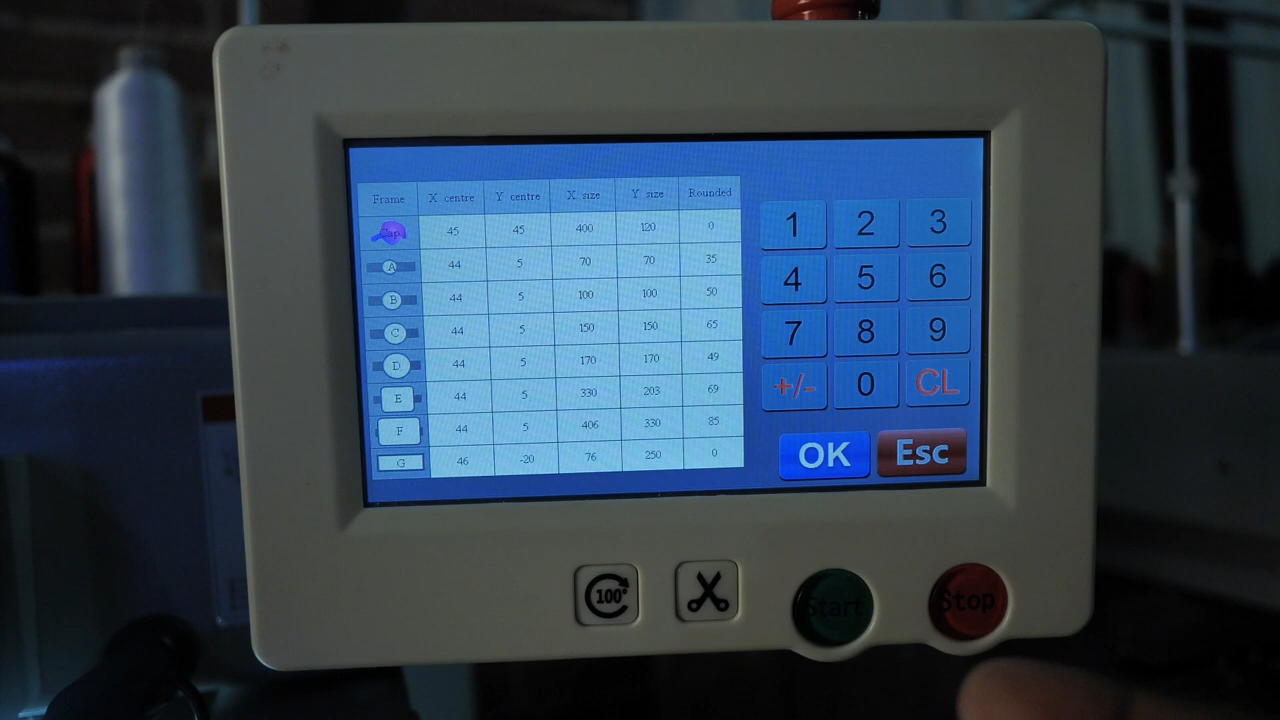 Frame X centre Y centre X size Y size Rounded
Cap 45 45 400 120 0
A 44 5 70 70 35
B 44 5 100 100 50
C 44 5 150 150 65
D 44 5 170 170 49
E 44 5 330 203 69
F 44 5 406 330 85
G 46 -20 76 250 0
1 2 3
4 5 6
7 8 9
+/- 0 CL
OK Esc
100° Start Stop